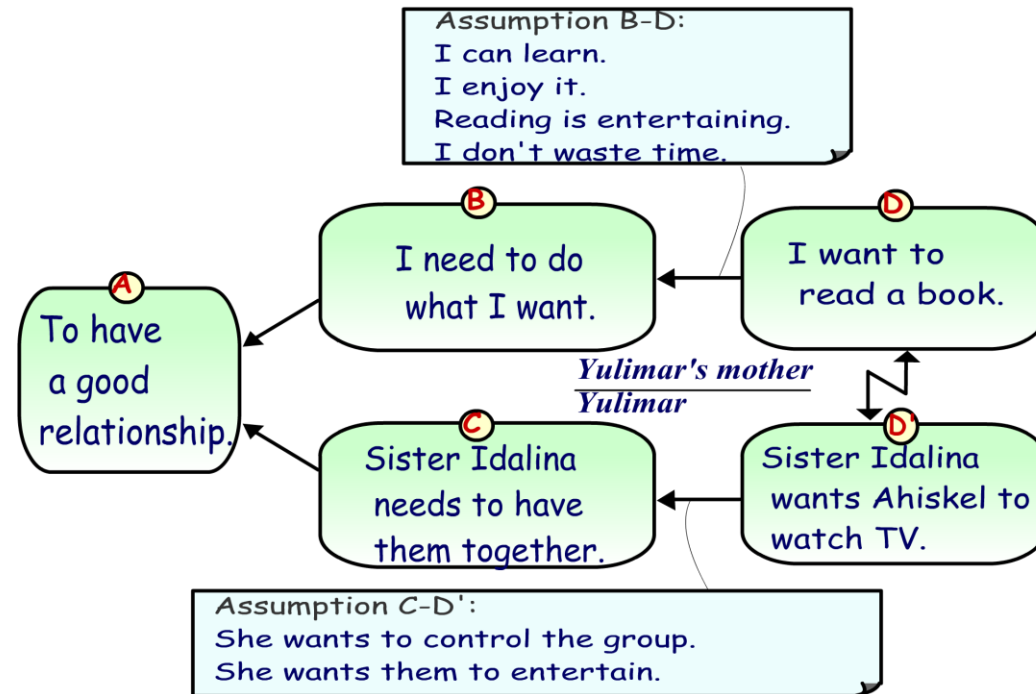 Assumption B-D:
I can learn.
I enjoy it.
Reading is entertaining.
I don't waste time.
B
I need to do
what I want.
D
I want to
read a book.
A
To have
a good
relationship.
Yulimar's mother
Yulimar
C
Sister Idalina
needs to have
them together.
D'
Sister Idalina
wants Ahiskel to
watch TV.
Assumption C-D':
She wants to control the group.
She wants them to entertain.